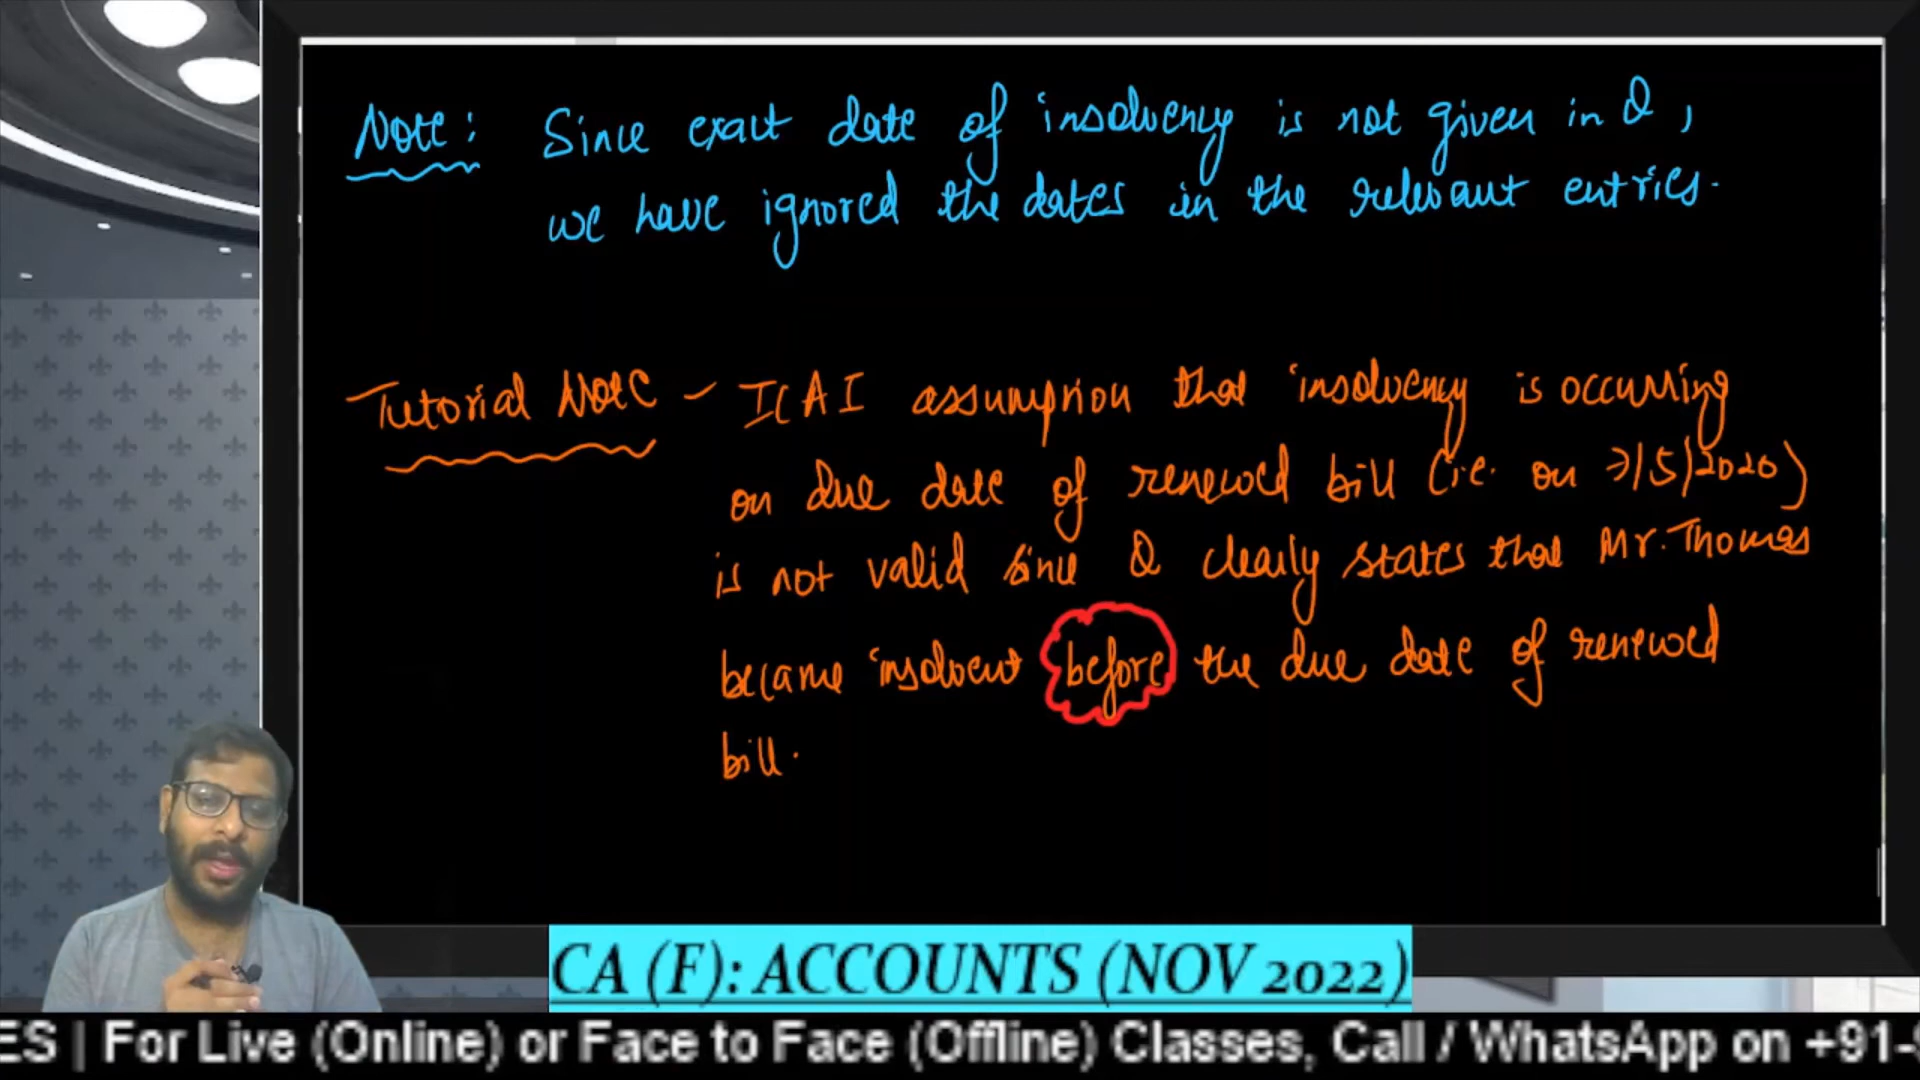 Note: Since exact date of insolvency is not given in Q,
we have ignored the dates in the relevant entries.
Tutorial Note - ICAI assumption that insolvency is occurring
on due date of renewed bill (i.e. on 7/5/2020)
is not valid since Q clearly states that Mr. Thomas
became insolvent before the due date of renewed
bill.
CA (F): ACCOUNTS (NOV 2022)
ES | For Live (Online) or Face to Face (Offline) Classes, Call / WhatsApp on +91-